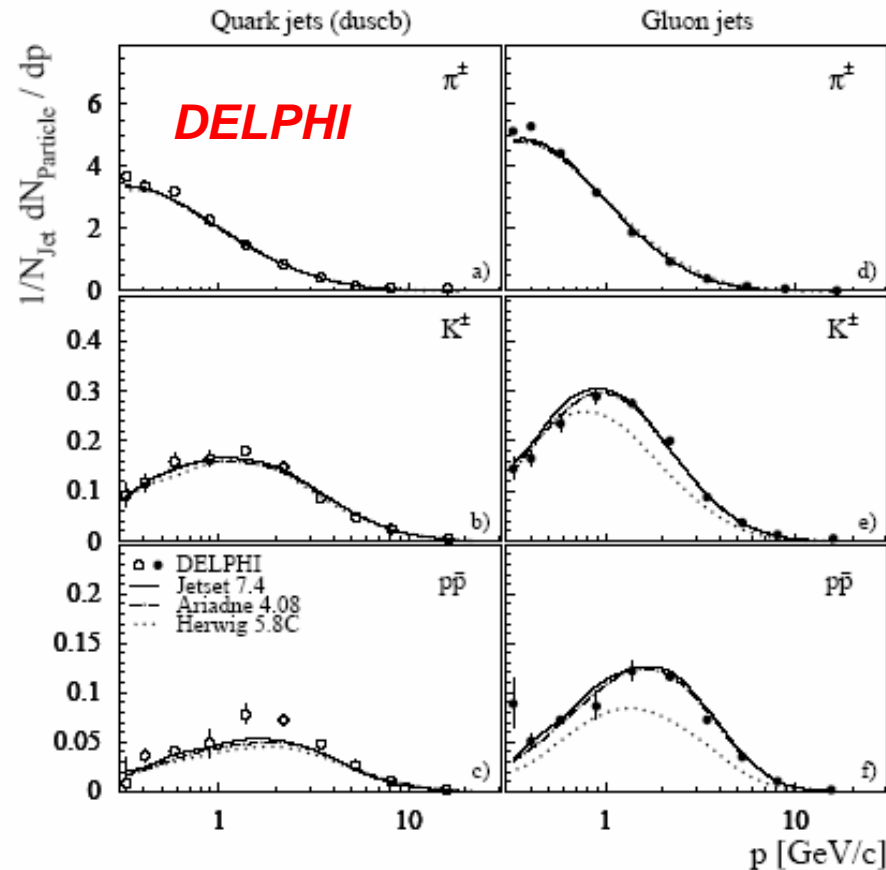 Quark jets (duscb) Gluon jets
1/N_Jet dN_Particle / dp
π± π±
DELPHI
6
4
2
0
a) d)
K± K±
0.4
0.3
0.2
0.1
0
b) e)
DELPHI
Jetset 7.4
Ariadne 4.08
Herwig 5.8C
pp̄ pp̄
0.2
0.15
0.1
0.05
0
c) f)
1 10 1 10
p [GeV/c]